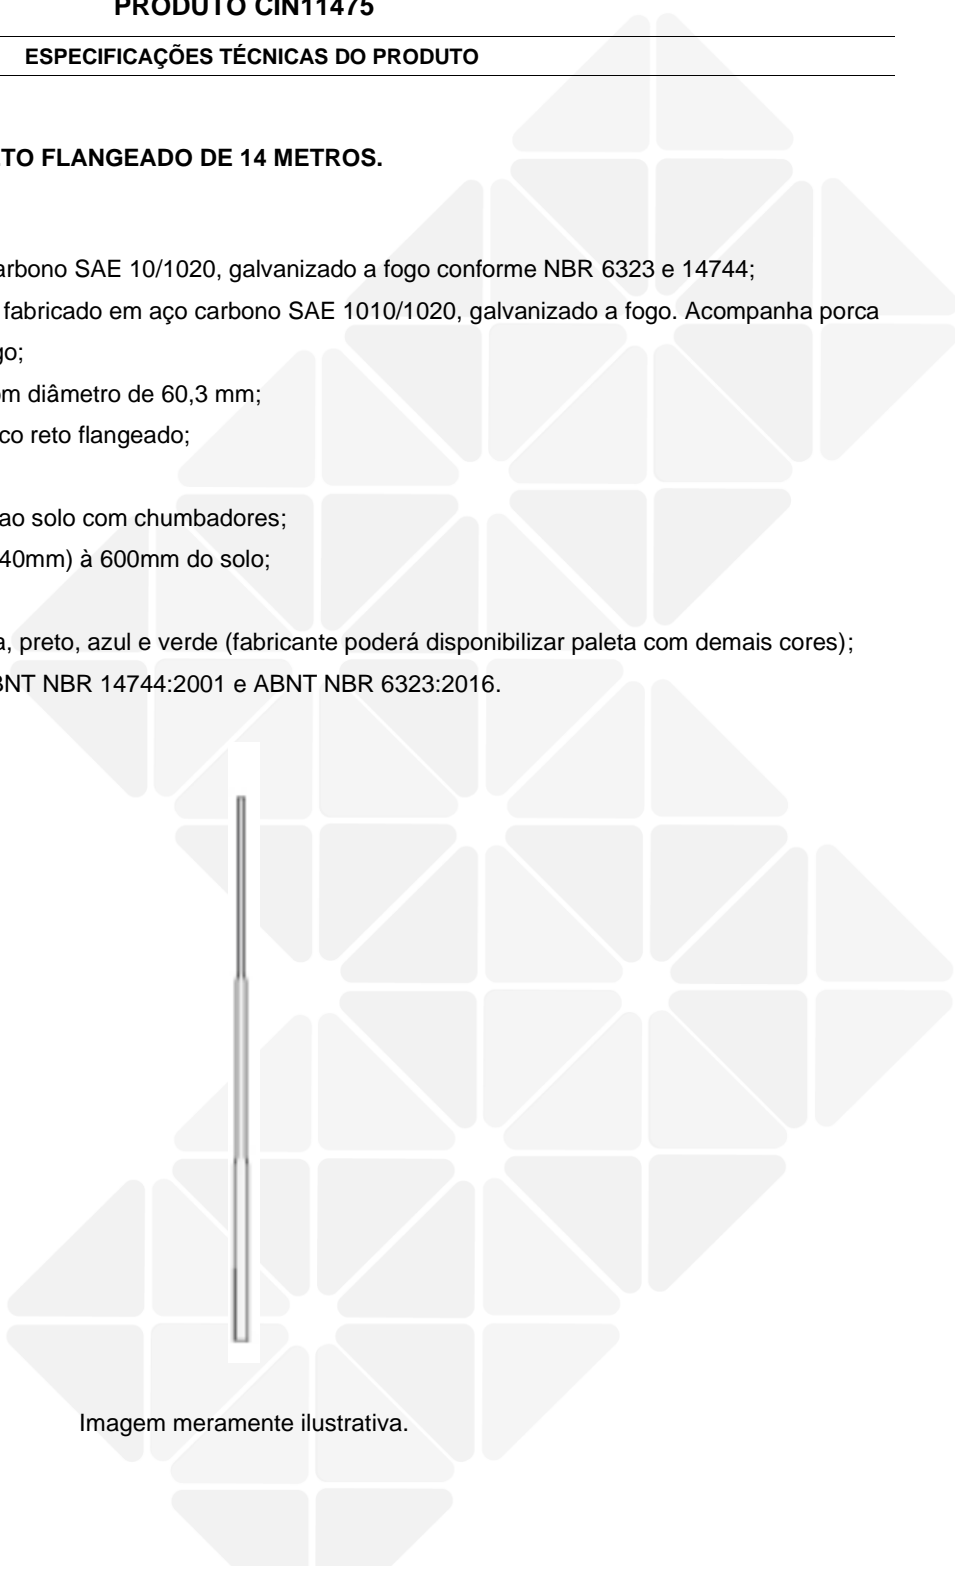 PRODUTO CIN11475
ESPECIFICAÇÕES TÉCNICAS DO PRODUTO
TO FLANGEADO DE 14 METROS.
arbono SAE 10/1020, galvanizado a fogo conforme NBR 6323 e 14744;
fabricado em aço carbono SAE 1010/1020, galvanizado a fogo. Acompanha porca
go;
om diâmetro de 60,3 mm;
co reto flangeado;
ao solo com chumbadores;
40mm) à 600mm do solo;
a, preto, azul e verde (fabricante poderá disponibilizar paleta com demais cores);
BNT NBR 14744:2001 e ABNT NBR 6323:2016.
Imagem meramente ilustrativa.